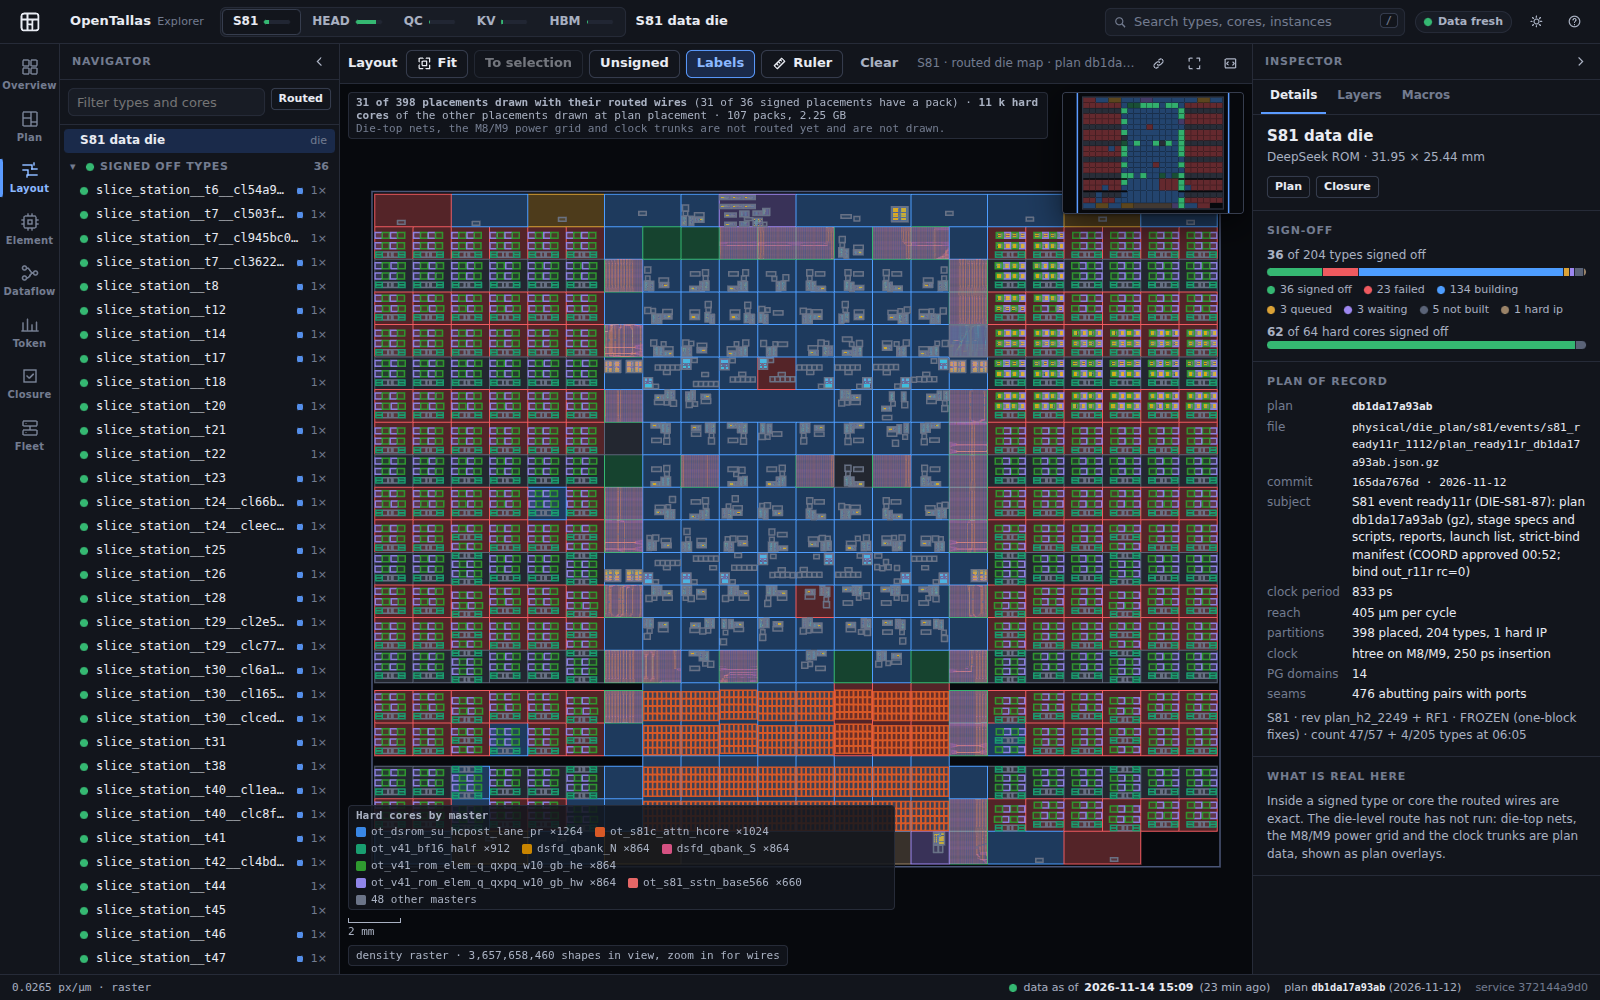 OpenTallas Explorer
S81 HEAD QC KV HBM
S81 data die
Search types, cores, instances /
Data fresh
Overview
Plan
Layout
Element
Dataflow
Token
Closure
Fleet
NAVIGATOR
Filter types and cores Routed
S81 data die die
SIGNED OFF TYPES 36
slice_station__t6__cl54a9… 1×
slice_station__t7__cl503f… 1×
slice_station__t7__cl945bc0… 1×
slice_station__t7__cl3622… 1×
slice_station__t8 1×
slice_station__t12 1×
slice_station__t14 1×
slice_station__t17 1×
slice_station__t18 1×
slice_station__t20 1×
slice_station__t21 1×
slice_station__t22 1×
slice_station__t23 1×
slice_station__t24__cl66b… 1×
slice_station__t24__cleec… 1×
slice_station__t25 1×
slice_station__t26 1×
slice_station__t28 1×
slice_station__t29__cl2e5… 1×
slice_station__t29__clc77… 1×
slice_station__t30__cl6a1… 1×
slice_station__t30__cl165… 1×
slice_station__t30__clced… 1×
slice_station__t31 1×
slice_station__t38 1×
slice_station__t40__cl1ea… 1×
slice_station__t40__clc8f… 1×
slice_station__t41 1×
slice_station__t42__cl4bd… 1×
slice_station__t44 1×
slice_station__t45 1×
slice_station__t46 1×
slice_station__t47 1×
Layout Fit To selection Unsigned Labels Ruler Clear S81 · routed die map · plan db1da…
31 of 398 placements drawn with their routed wires (31 of 36 signed placements have a pack) · 11 k hard
cores of the other placements drawn at plan placement · 107 packs, 2.25 GB
Die-top nets, the M8/M9 power grid and clock trunks are not routed yet and are not drawn.
Hard cores by master
ot_dsrom_su_hcpost_lane_pr ×1264 ot_s81c_attn_hcore ×1024
ot_v41_bf16_half ×912 dsfd_qbank_N ×864 dsfd_qbank_S ×864
ot_v41_rom_elem_q_qxpq_w10_gb_he ×864
ot_v41_rom_elem_q_qxpq_w10_gb_hw ×864 ot_s81_sstn_base566 ×660
48 other masters
2 mm
density raster · 3,657,658,460 shapes in view, zoom in for wires
INSPECTOR
Details Layers Macros
S81 data die
DeepSeek ROM · 31.95 × 25.44 mm
Plan Closure
SIGN-OFF
36 of 204 types signed off
36 signed off 23 failed 134 building
3 queued 3 waiting 5 not built 1 hard ip
62 of 64 hard cores signed off
PLAN OF RECORD
plan db1da17a93ab
file physical/die_plan/s81/events/s81_r
eady11r_1112/plan_ready11r_db1da17
a93ab.json.gz
commit 165da7676d · 2026-11-12
subject S81 event ready11r (DIE-S81-87): plan
db1da17a93ab (gz), stage specs and
scripts, reports, launch list, strict-bind
manifest (COORD approved 00:52;
bind out_r11r rc=0)
clock period 833 ps
reach 405 µm per cycle
partitions 398 placed, 204 types, 1 hard IP
clock htree on M8/M9, 250 ps insertion
PG domains 14
seams 476 abutting pairs with ports
S81 · rev plan_h2_2249 + RF1 · FROZEN (one-block
fixes) · count 47/57 + 4/205 types at 06:05
WHAT IS REAL HERE
Inside a signed type or core the routed wires are
exact. The die-level route has not run: die-top nets,
the M8/M9 power grid and the clock trunks are plan
data, shown as plan overlays.
0.0265 px/µm · raster
data as of 2026-11-14 15:09 (23 min ago) plan db1da17a93ab (2026-11-12) service 372144a9d0